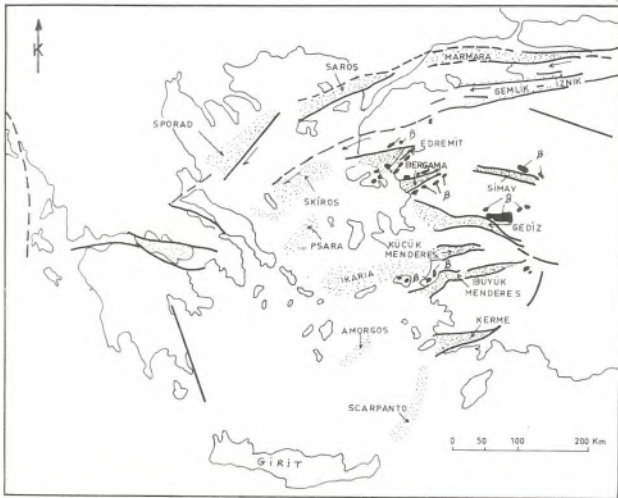 K
MARMARA
SAROS
GEMLİK - İZNİK
SPORAD
EDREMİT
β
BERGAMA
β
β
SİMAV
β
SKİROS
β
GEDİZ
PSARA
KÜÇÜK
MENDERES
İKARİA
β
β
BÜYÜK
MENDERES
KERME
AMORGOS
SCARPANTO
0 50 100 200 Km
GİRİT